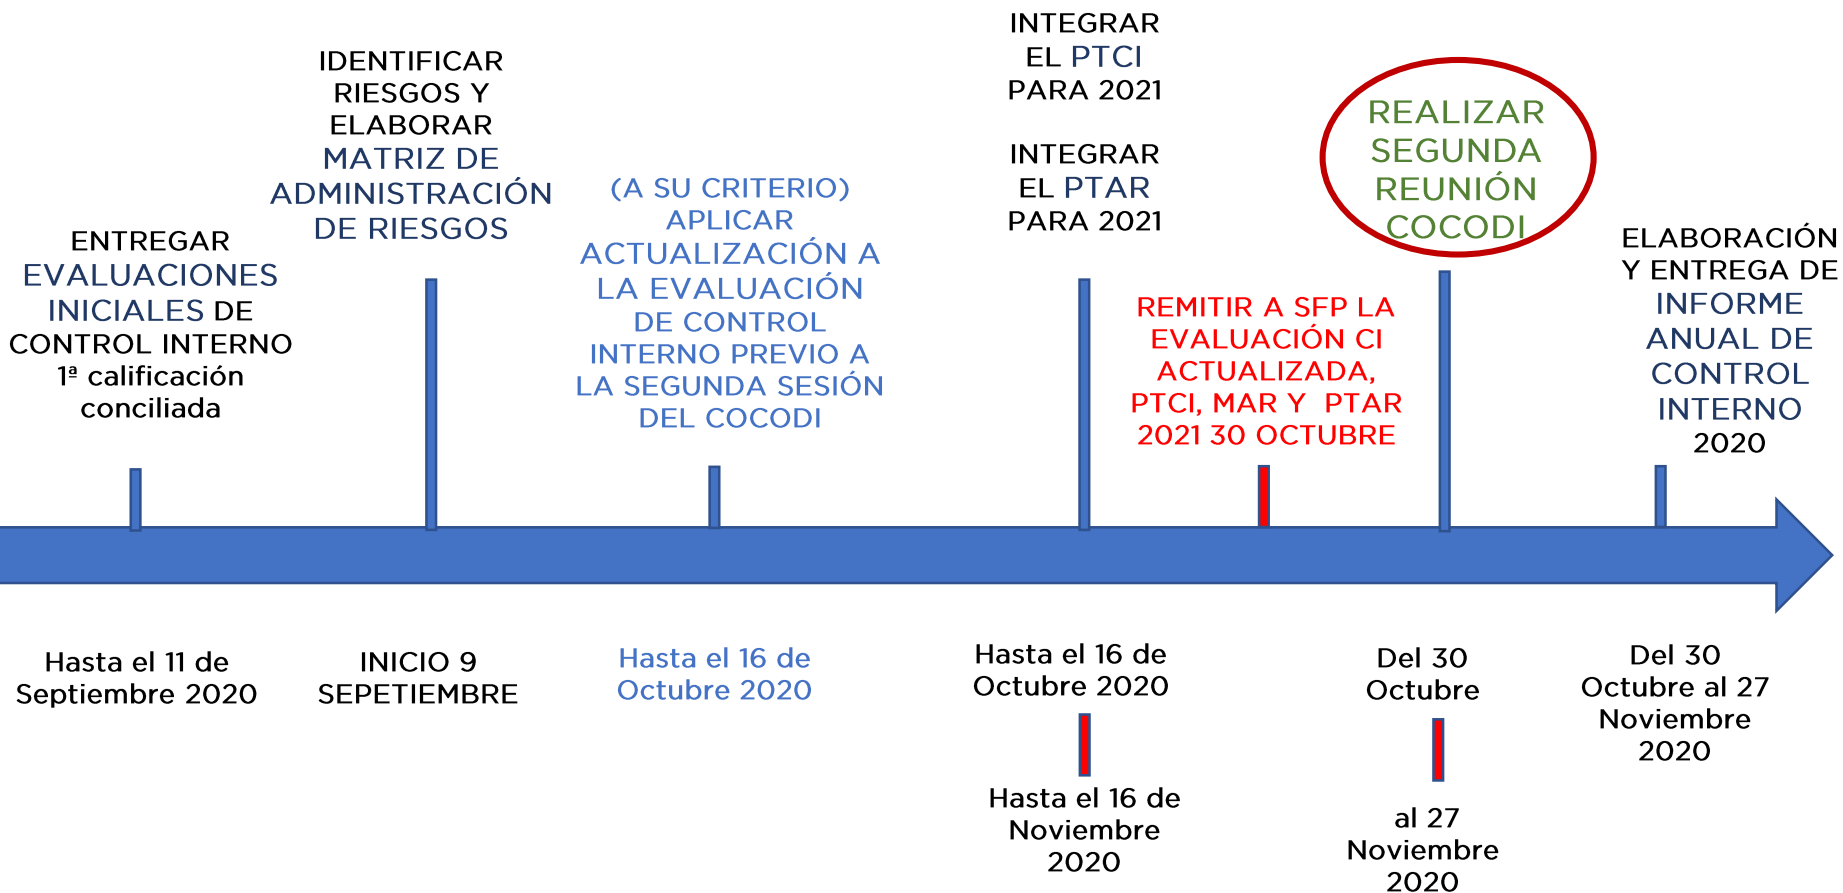 ENTREGAR
EVALUACIONES
INICIALES DE
CONTROL INTERNO
1ª calificación
conciliada
IDENTIFICAR
RIESGOS Y
ELABORAR
MATRIZ DE
ADMINISTRACIÓN
DE RIESGOS
(A SU CRITERIO)
APLICAR
ACTUALIZACIÓN A
LA EVALUACIÓN
DE CONTROL
INTERNO PREVIO A
LA SEGUNDA SESIÓN
DEL COCODI
INTEGRAR
EL PTCI
PARA 2021
INTEGRAR
EL PTAR
PARA 2021
REMITIR A SFP LA
EVALUACIÓN CI
ACTUALIZADA,
PTCI, MAR Y PTAR
2021 30 OCTUBRE
REALIZAR
SEGUNDA
REUNIÓN
COCODI
ELABORACIÓN
Y ENTREGA DE
INFORME
ANUAL DE
CONTROL
INTERNO
2020
Hasta el 11 de
Septiembre 2020
INICIO 9
SEPETIEMBRE
Hasta el 16 de
Octubre 2020
Hasta el 16 de
Octubre 2020
Hasta el 16 de
Noviembre
2020
Del 30
Octubre
al 27
Noviembre
2020
Del 30
Octubre al 27
Noviembre
2020